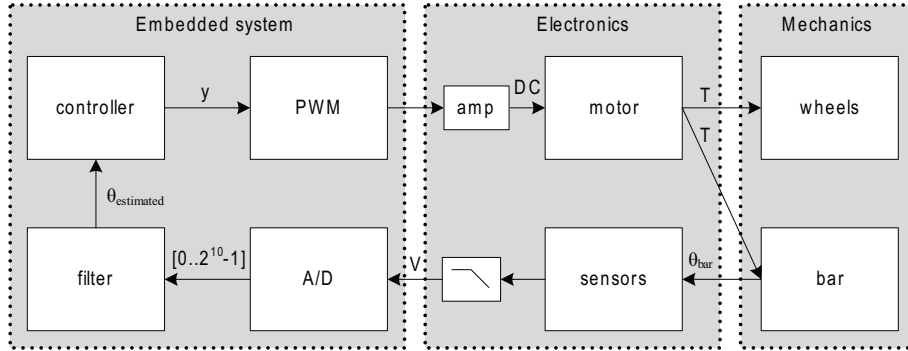 Embedded system
Electronics
Mechanics
controller
y
PWM
amp
DC
motor
T
T
wheels
θestimated
filter
[0..2¹⁰-1]
A/D
V
sensors
θbar
bar